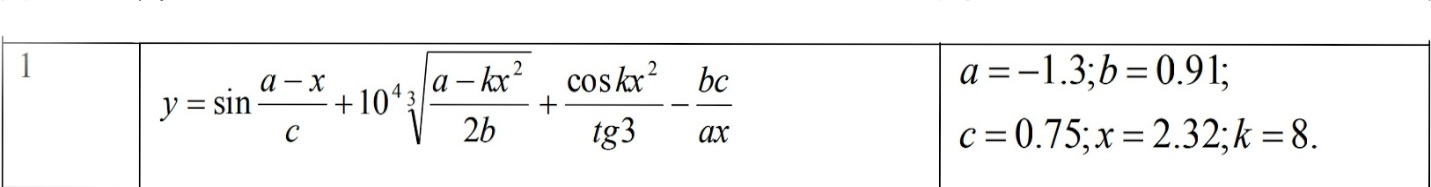 1
y = sin (a − x)/c + 10⁴ ∛((a − kx²)/(2b)) + (cos kx²)/(tg3) − (bc)/(ax)
a = −1.3; b = 0.91;
c = 0.75; x = 2.32; k = 8.